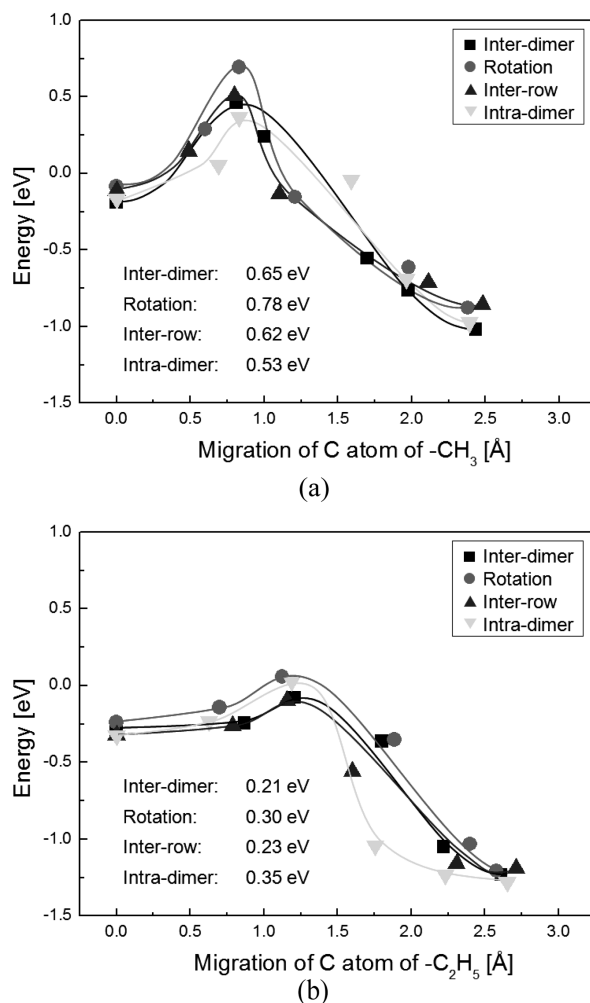 1.0
0.5
0.0
-0.5
-1.0
-1.5
Energy [eV]
Inter-dimer
Rotation
Inter-row
Intra-dimer
Inter-dimer: 0.65 eV
Rotation: 0.78 eV
Inter-row: 0.62 eV
Intra-dimer: 0.53 eV
0.0 0.5 1.0 1.5 2.0 2.5 3.0
Migration of C atom of -CH₃ [Å]
(a)
1.0
0.5
0.0
-0.5
-1.0
-1.5
Energy [eV]
Inter-dimer
Rotation
Inter-row
Intra-dimer
Inter-dimer: 0.21 eV
Rotation: 0.30 eV
Inter-row: 0.23 eV
Intra-dimer: 0.35 eV
0.0 0.5 1.0 1.5 2.0 2.5 3.0
Migration of C atom of -C₂H₅ [Å]
(b)